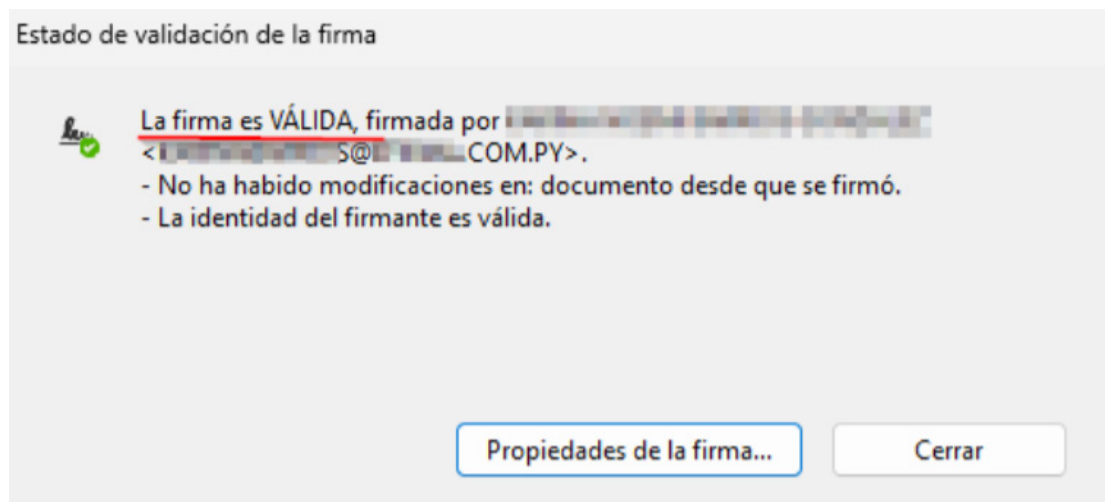 Estado de validación de la firma
La firma es VÁLIDA, firmada por
< S@ COM.PY>.
- No ha habido modificaciones en: documento desde que se firmó.
- La identidad del firmante es válida.
Propiedades de la firma...
Cerrar